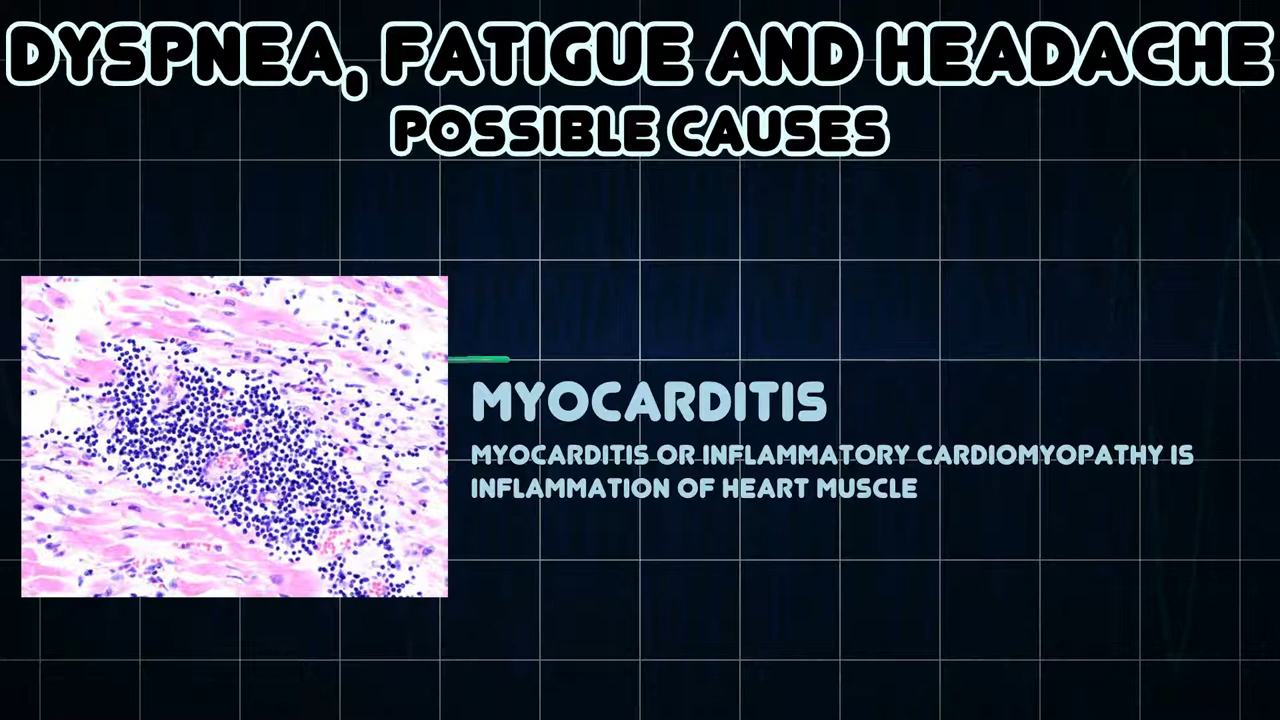 DYSPNEA, FATIGUE AND HEADACHE
POSSIBLE CAUSES
MYOCARDITIS
MYOCARDITIS OR INFLAMMATORY CARDIOMYOPATHY IS
INFLAMMATION OF HEART MUSCLE